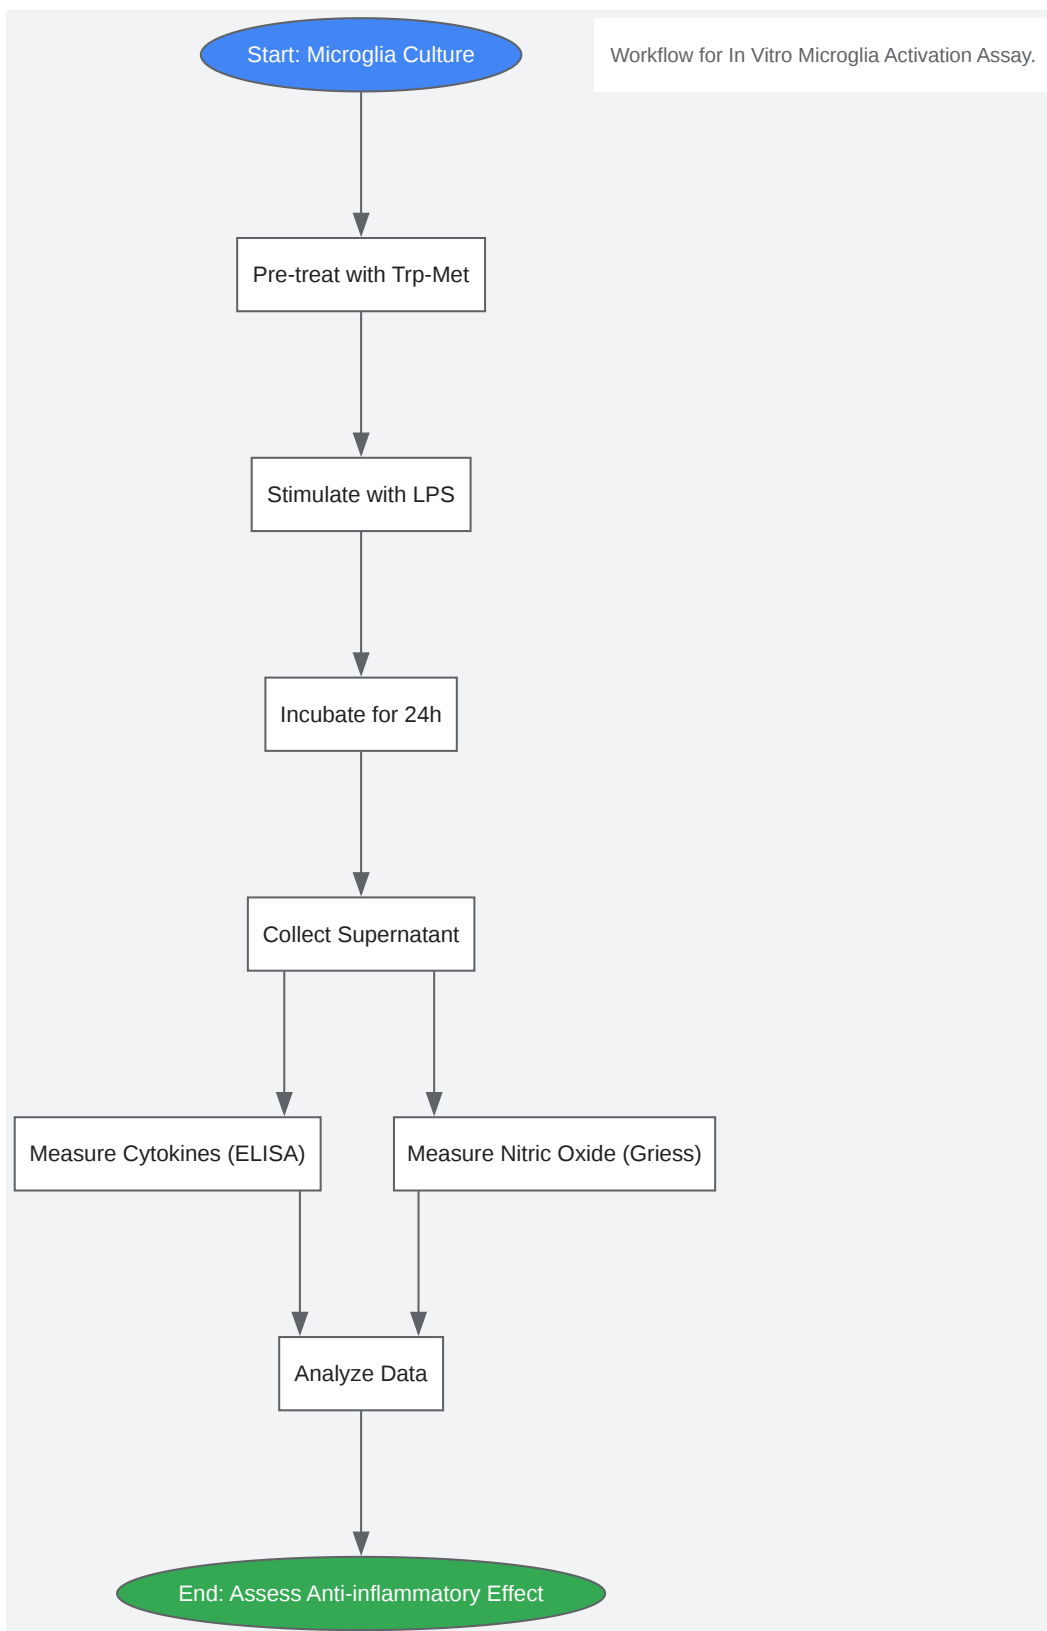 Start: Microglia Culture
Workflow for In Vitro Microglia Activation Assay.
Pre-treat with Trp-Met
Stimulate with LPS
Incubate for 24h
Collect Supernatant
Measure Cytokines (ELISA)
Measure Nitric Oxide (Griess)
Analyze Data
End: Assess Anti-inflammatory Effect